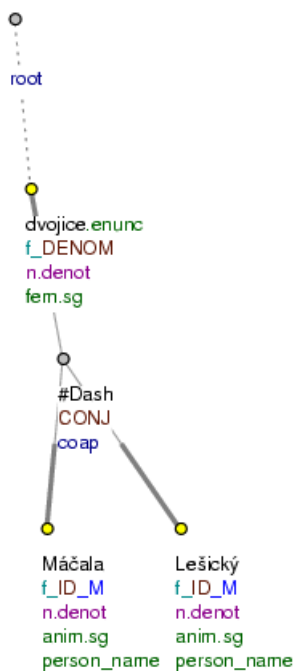 root
dvojice.enunc
f_DENOM
n.denot
fem.sg
#Dash
CONJ
coap
Máčala
f_ID_M
n.denot
anim.sg
person_name
Lešický
f_ID_M
n.denot
anim.sg
person_name